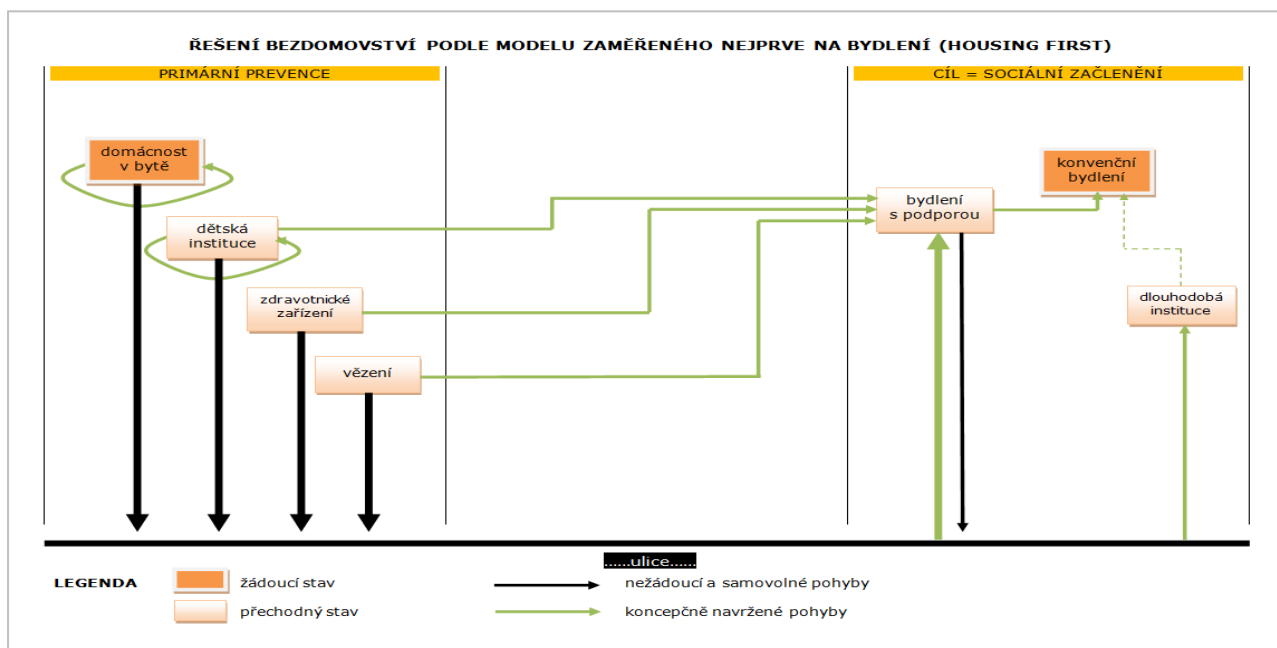 ŘEŠENÍ BEZDOMOVSTVÍ PODLE MODELU ZAMĚŘENÉHO NEJPRVE NA BYDLENÍ (HOUSING FIRST)
PRIMÁRNÍ PREVENCE
CÍL = SOCIÁLNÍ ZAČLENĚNÍ
domácnost
v bytě
konvenční
bydlení
dětská
instituce
bydlení
s podporou
zdravotnické
zařízení
dlouhodobá
instituce
vězení
......ulice......
LEGENDA
žádoucí stav
nežádoucí a samovolné pohyby
přechodný stav
koncepčně navržené pohyby